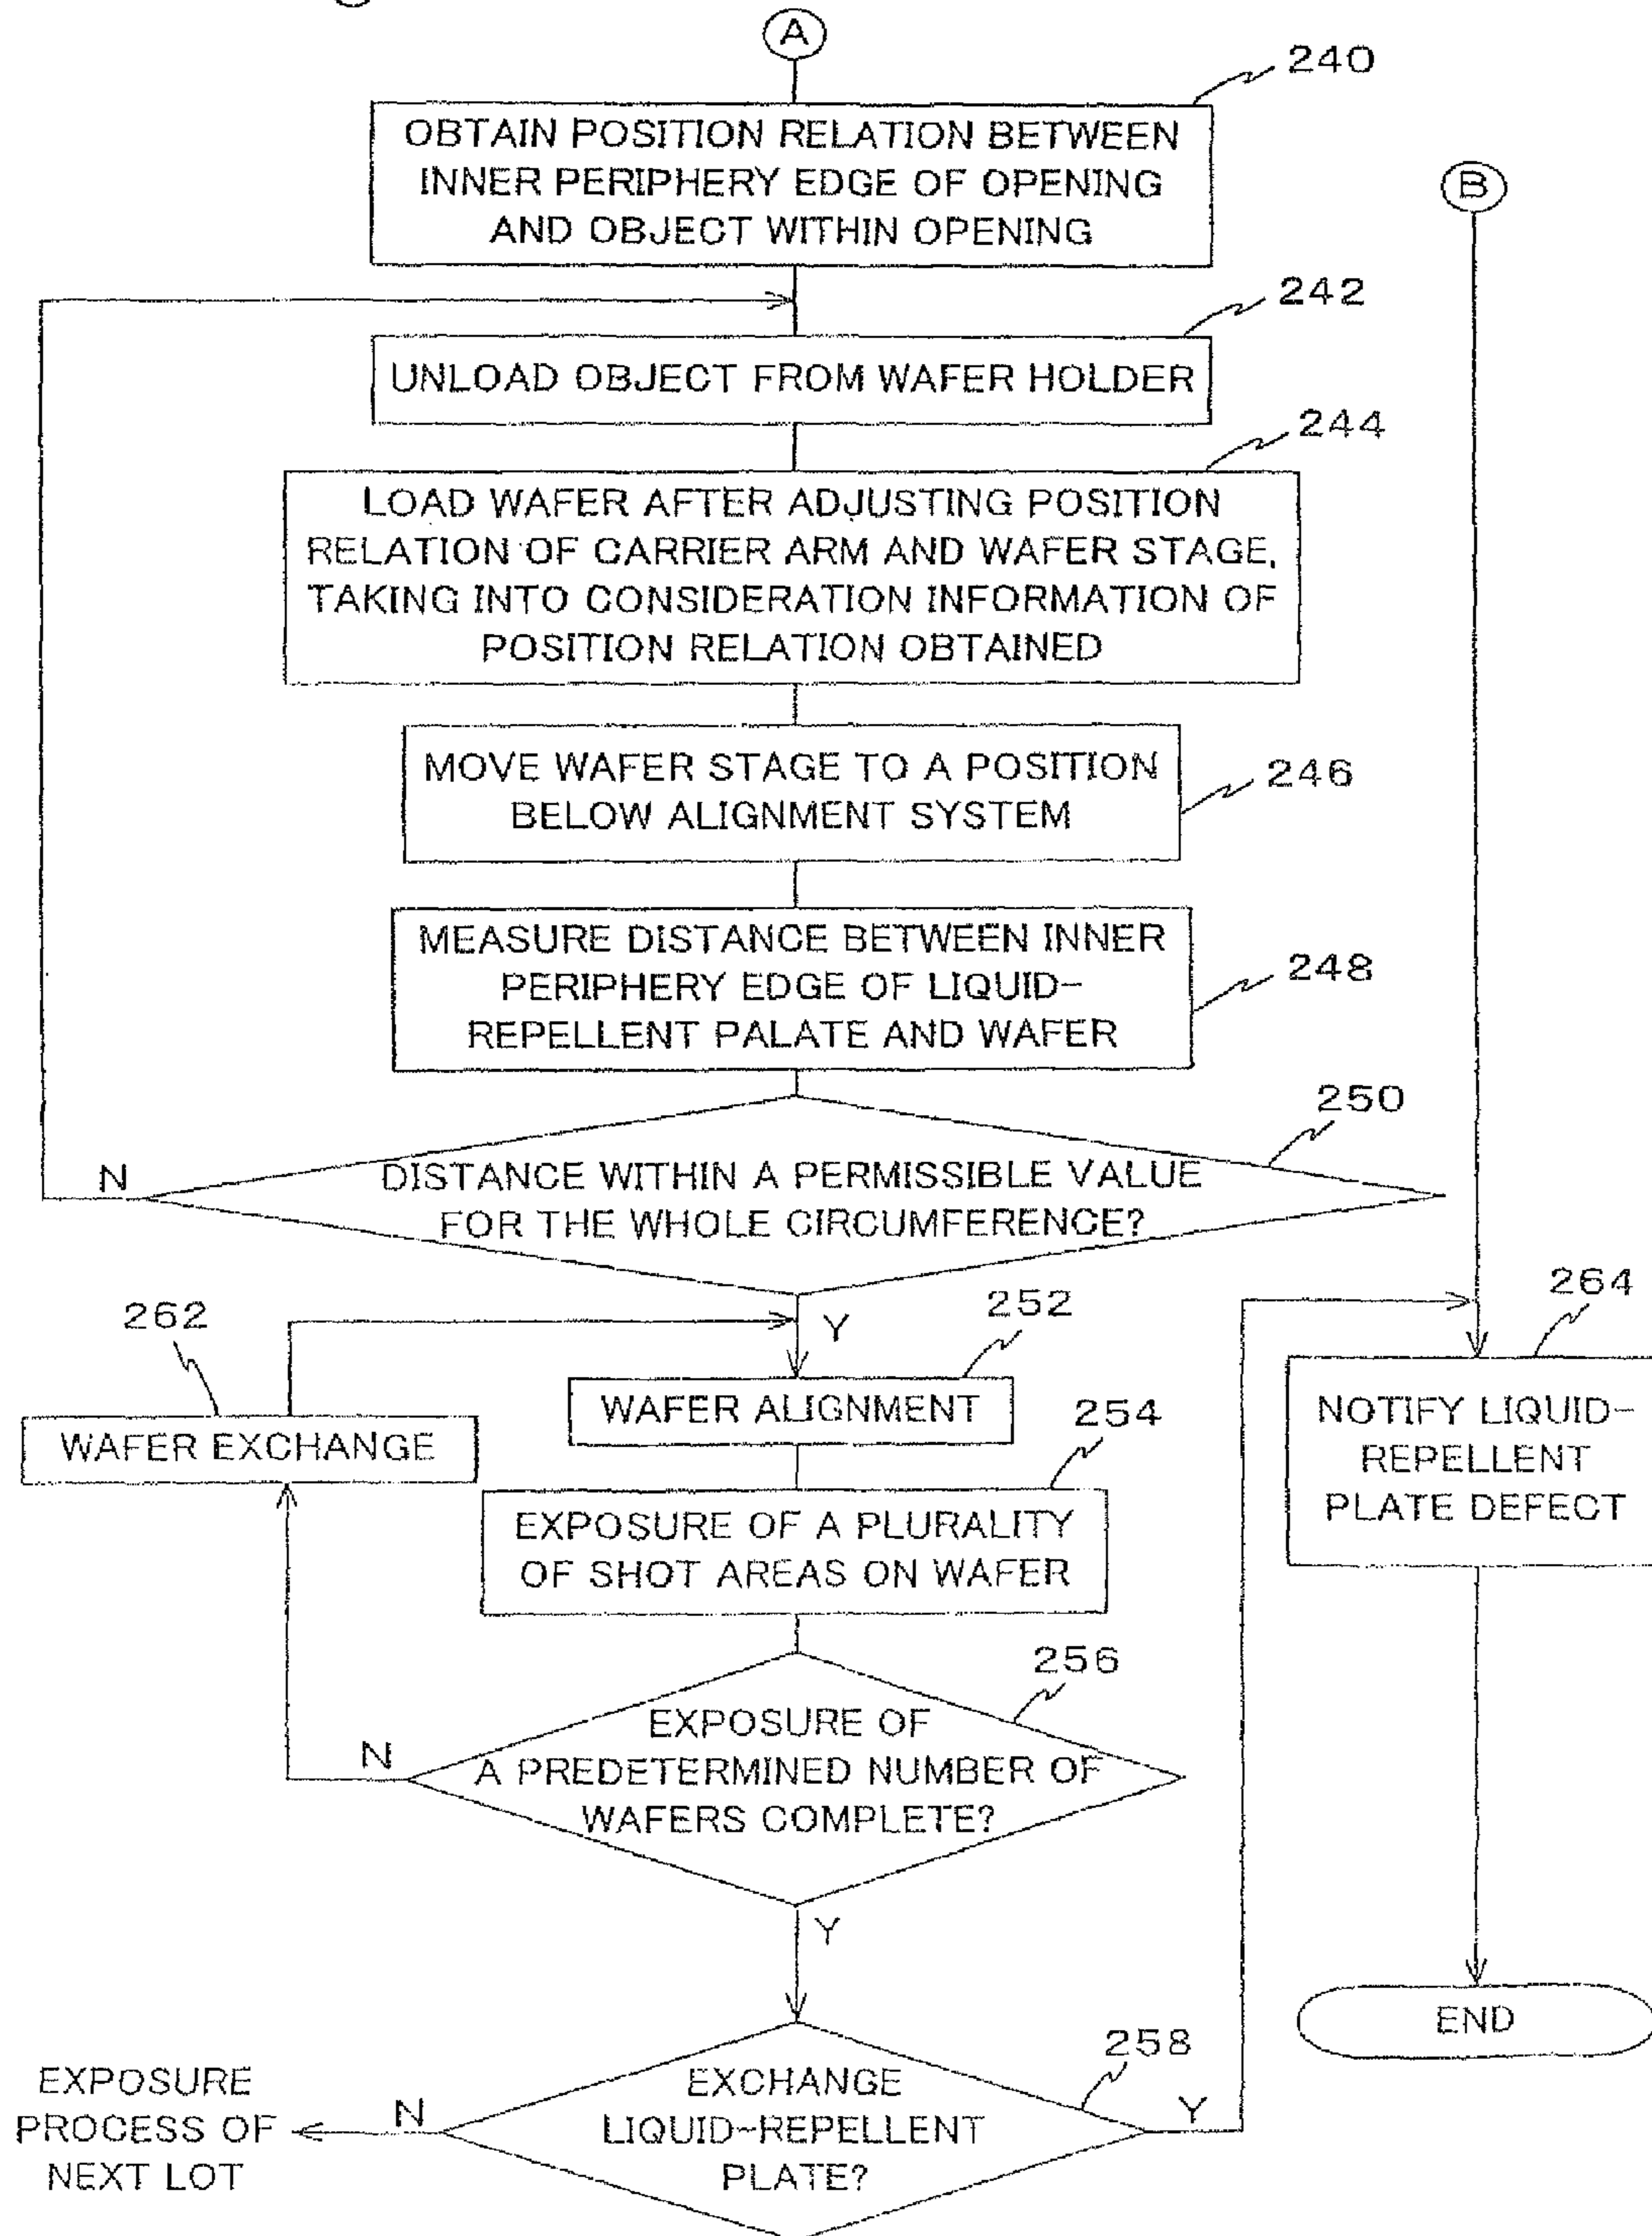 A
240
OBTAIN POSITION RELATION BETWEEN
INNER PERIPHERY EDGE OF OPENING
AND OBJECT WITHIN OPENING
B
242
UNLOAD OBJECT FROM WAFER HOLDER
244
LOAD WAFER AFTER ADJUSTING POSITION
RELATION OF CARRIER ARM AND WAFER STAGE,
TAKING INTO CONSIDERATION INFORMATION OF
POSITION RELATION OBTAINED
MOVE WAFER STAGE TO A POSITION
BELOW ALIGNMENT SYSTEM
246
MEASURE DISTANCE BETWEEN INNER
PERIPHERY EDGE OF LIQUID-
REPELLENT PALATE AND WAFER
248
250
N
DISTANCE WITHIN A PERMISSIBLE VALUE
FOR THE WHOLE CIRCUMFERENCE?
262
Y
252
264
WAFER EXCHANGE
WAFER ALIGNMENT
254
NOTIFY LIQUID-
REPELLENT
PLATE DEFECT
EXPOSURE OF A PLURALITY
OF SHOT AREAS ON WAFER
256
N
EXPOSURE OF
A PREDETERMINED NUMBER OF
WAFERS COMPLETE?
Y
END
258
EXPOSURE
PROCESS OF
NEXT LOT
N
EXCHANGE
LIQUID-REPELLENT
PLATE?
Y